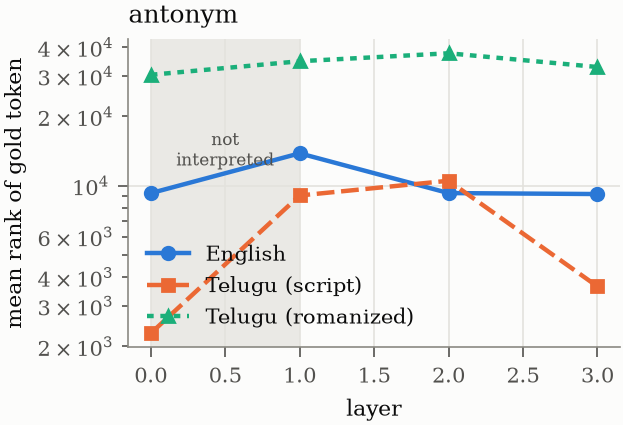 antonym
mean rank of gold token
4 × 10⁴
3 × 10⁴
2 × 10⁴
10⁴
6 × 10³
4 × 10³
3 × 10³
2 × 10³
not
interpreted
English
Telugu (script)
Telugu (romanized)
0.0 0.5 1.0 1.5 2.0 2.5 3.0
layer